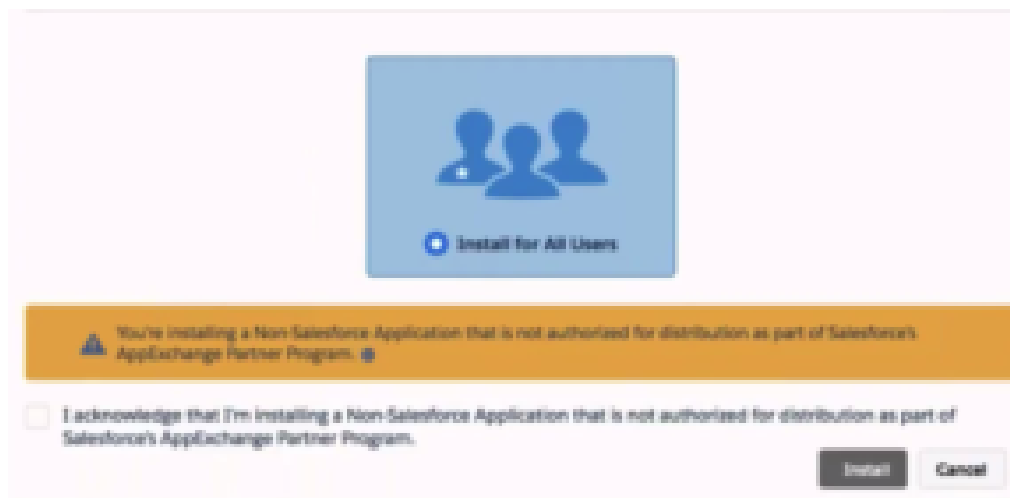 Install for All Users
You're installing a Non-Salesforce Application that is not authorized for distribution as part of Salesforce's
AppExchange Partner Program.
I acknowledge that I'm installing a Non-Salesforce Application that is not authorized for distribution as part of
Salesforce's AppExchange Partner Program.
Install
Cancel